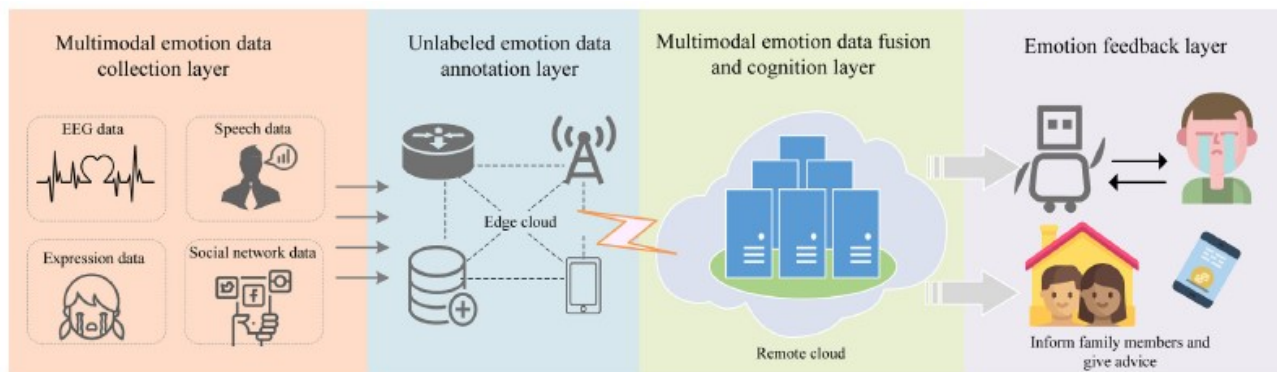 Multimodal emotion data
collection layer
EEG data
Speech data
Expression data
Social network data
Unlabeled emotion data
annotation layer
Edge cloud
Multimodal emotion data fusion
and cognition layer
Remote cloud
Emotion feedback layer
Inform family members and
give advice